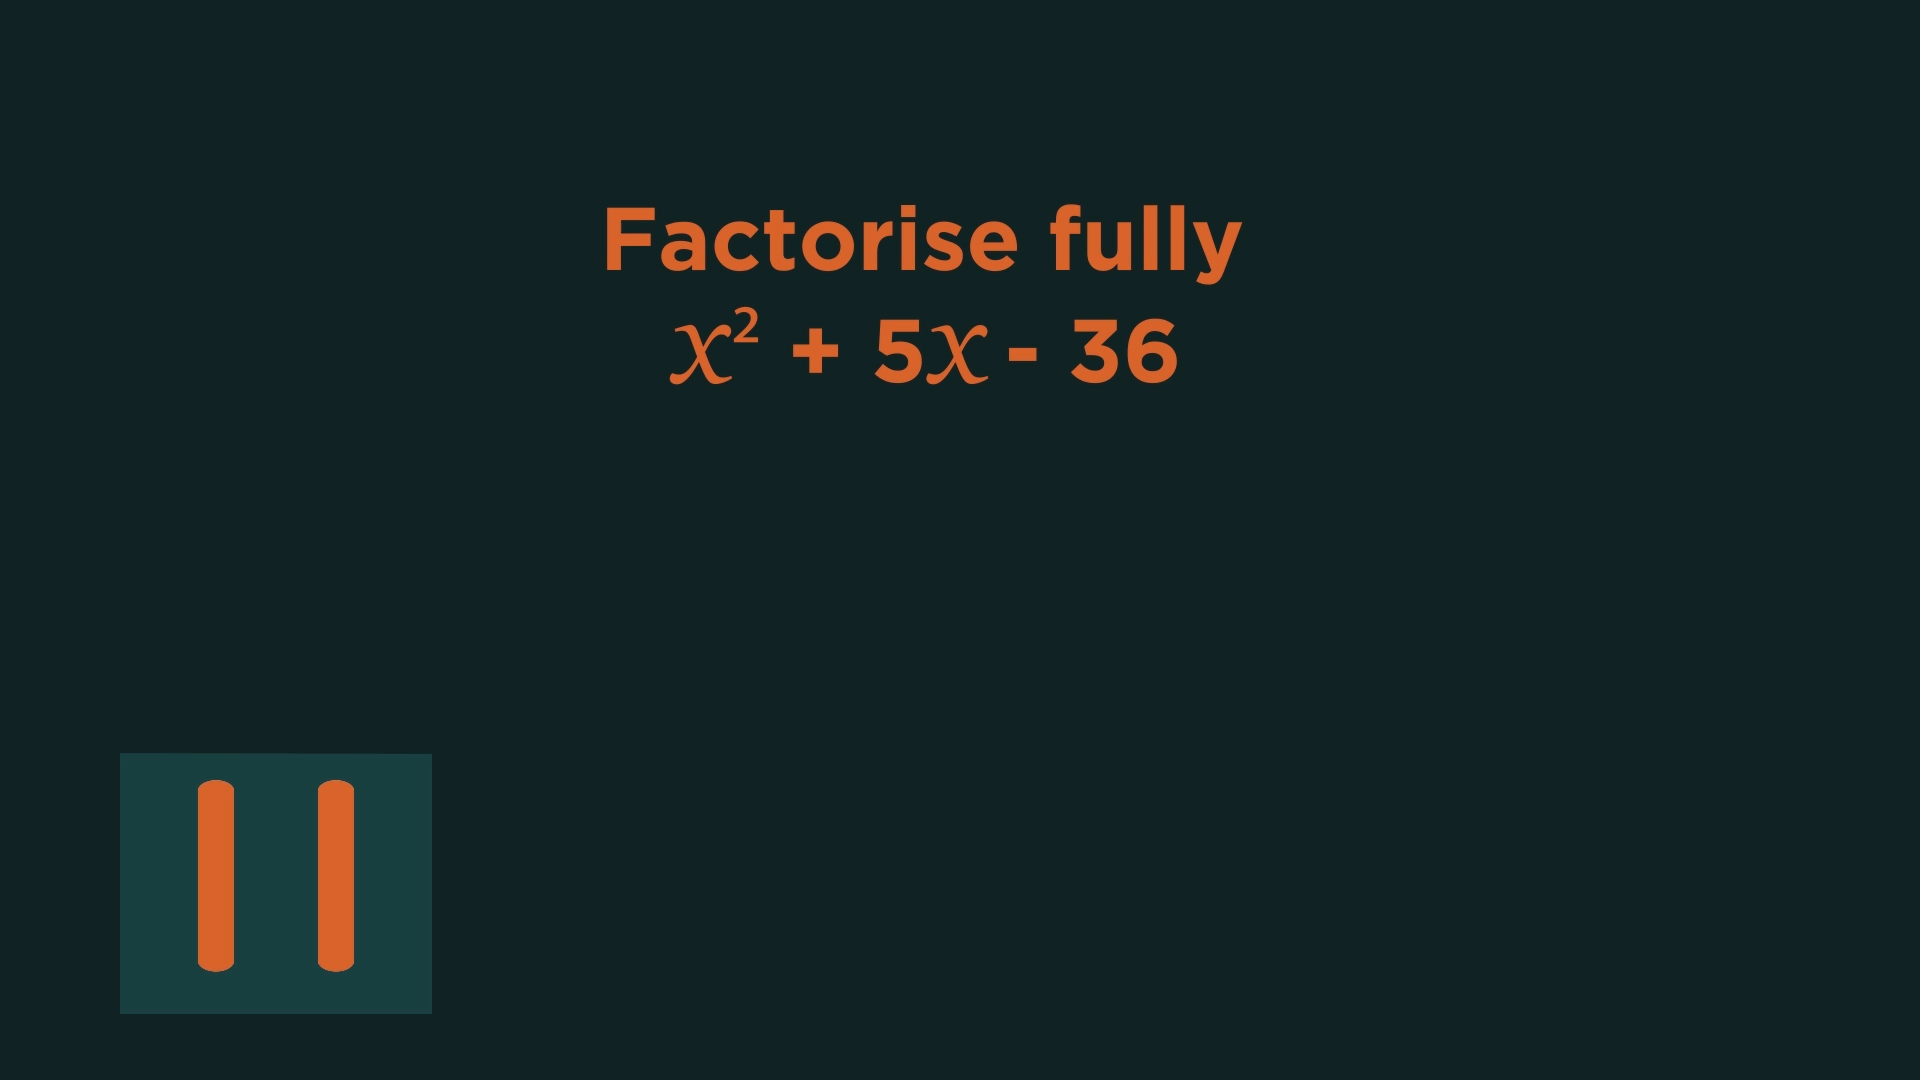 Factorise fully
x² + 5x - 36